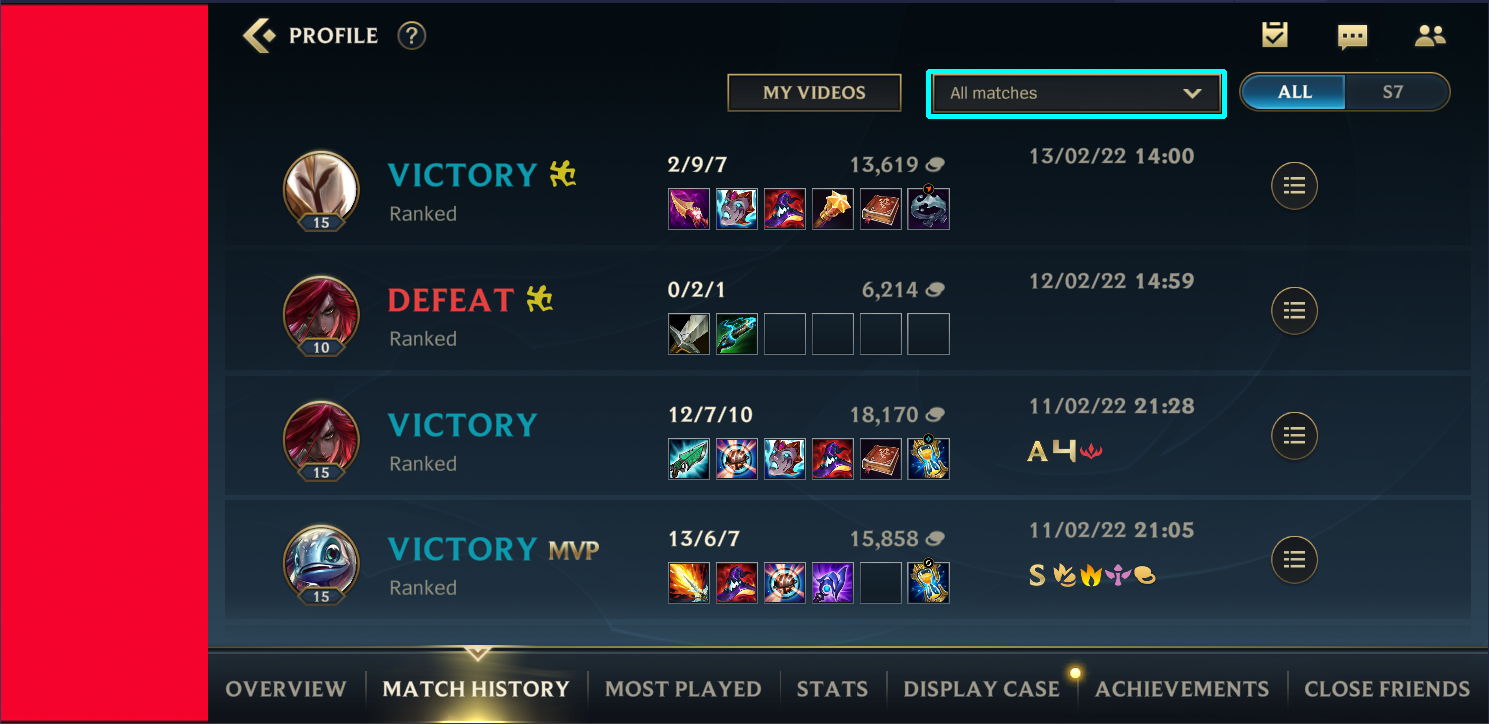 PROFILE ?
MY VIDEOS All matches ALL S7
VICTORY 2/9/7 13,619 13/02/22 14:00
15 Ranked
DEFEAT 0/2/1 6,214 12/02/22 14:59
10 Ranked
VICTORY 12/7/10 18,170 11/02/22 21:28
15 Ranked A 4
VICTORY MVP 13/6/7 15,858 11/02/22 21:05
15 Ranked S
OVERVIEW MATCH HISTORY MOST PLAYED STATS DISPLAY CASE ACHIEVEMENTS CLOSE FRIENDS